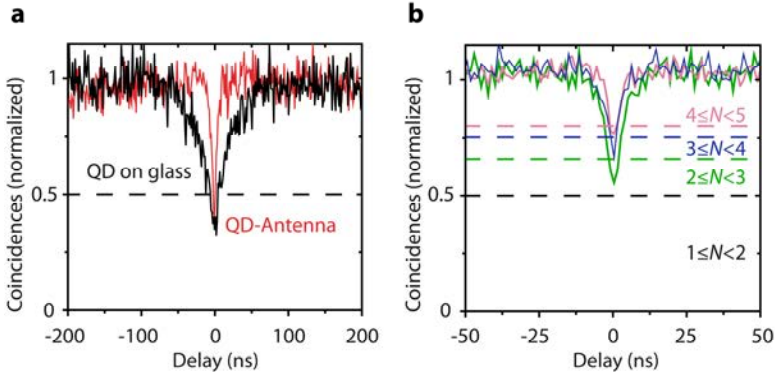 a
Coincidences (normalized)
1
0.5
0
QD on glass
QD-Antenna
-200
-100
0
100
200
Delay (ns)
b
Coincidences (normalized)
1
0.5
0
4≤N<5
3≤N<4
2≤N<3
1≤N<2
-50
-25
0
25
50
Delay (ns)